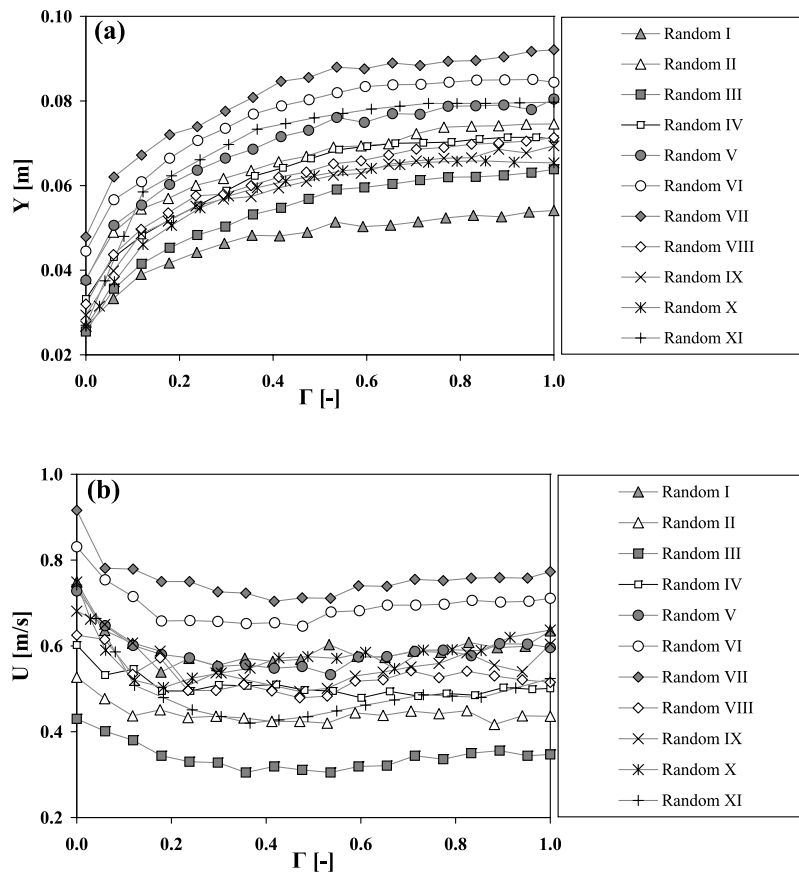 (a)
Y [m]
0.10
0.08
0.06
0.04
0.02
0.0
0.2
0.4
0.6
0.8
1.0
Γ [-]
Random I
Random II
Random III
Random IV
Random V
Random VI
Random VII
Random VIII
Random IX
Random X
Random XI
(b)
U [m/s]
1.0
0.8
0.6
0.4
0.2
0.0
0.2
0.4
0.6
0.8
1.0
Γ [-]
Random I
Random II
Random III
Random IV
Random V
Random VI
Random VII
Random VIII
Random IX
Random X
Random XI